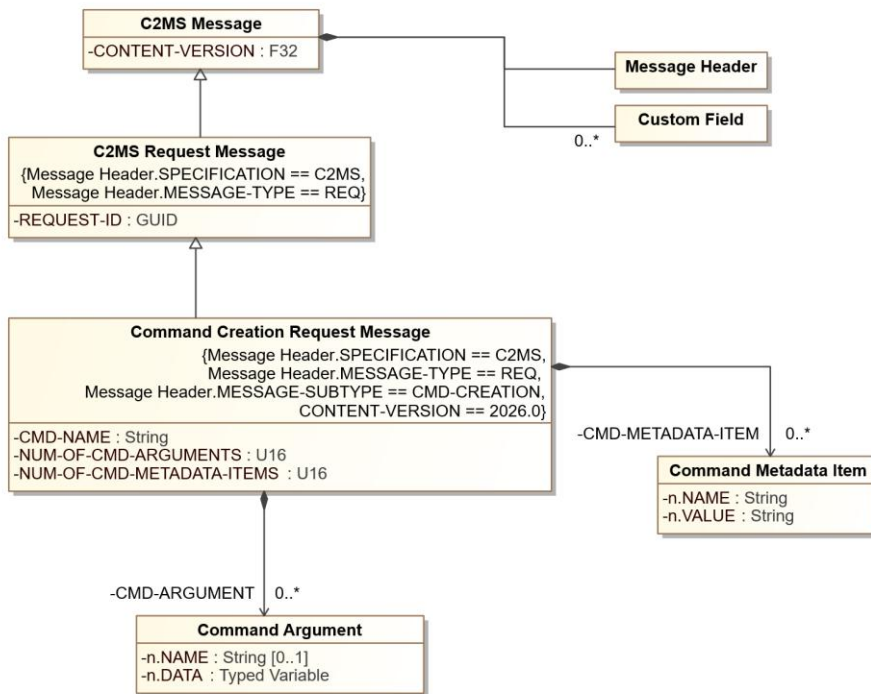 C2MS Message
-CONTENT-VERSION : F32
Message Header
Custom Field
0..*
C2MS Request Message
{Message Header.SPECIFICATION == C2MS,
Message Header.MESSAGE-TYPE == REQ}
-REQUEST-ID : GUID
Command Creation Request Message
{Message Header.SPECIFICATION == C2MS,
Message Header.MESSAGE-TYPE == REQ,
Message Header.MESSAGE-SUBTYPE == CMD-CREATION,
CONTENT-VERSION == 2026.0}
-CMD-NAME : String
-NUM-OF-CMD-ARGUMENTS : U16
-NUM-OF-CMD-METADATA-ITEMS : U16
-CMD-METADATA-ITEM 0..*
Command Metadata Item
-n.NAME : String
-n.VALUE : String
-CMD-ARGUMENT 0..*
Command Argument
-n.NAME : String [0..1]
-n.DATA : Typed Variable